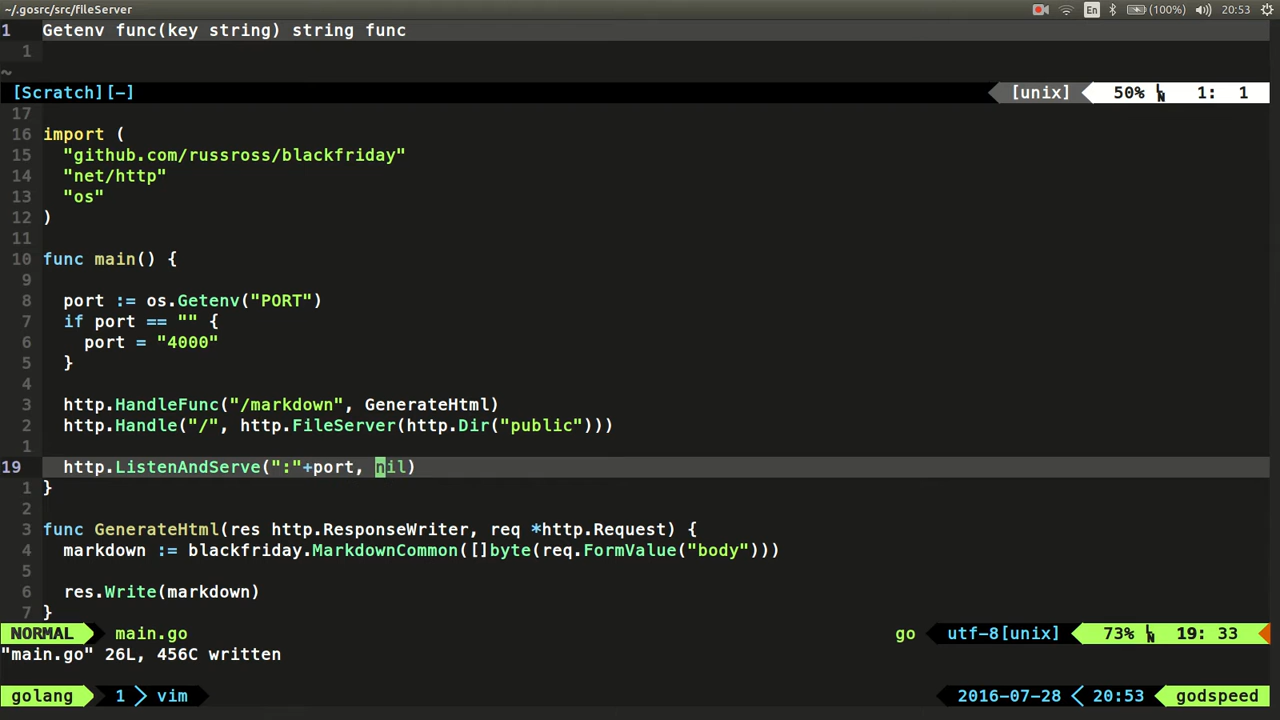 ~/.gosrc/src/fileServer En (100%) 20:53
1 Getenv func(key string) string func
1
~
[Scratch][-] [unix] 50% 1: 1
17
16 import (
15 "github.com/russross/blackfriday"
14 "net/http"
13 "os"
12 )
11
10 func main() {
9
8 port := os.Getenv("PORT")
7 if port == "" {
6 port = "4000"
5 }
4
3 http.HandleFunc("/markdown", GenerateHtml)
2 http.Handle("/", http.FileServer(http.Dir("public")))
1
19 http.ListenAndServe(":"+port, nil)
1 }
2
3 func GenerateHtml(res http.ResponseWriter, req *http.Request) {
4 markdown := blackfriday.MarkdownCommon([]byte(req.FormValue("body")))
5
6 res.Write(markdown)
7 }
NORMAL main.go go utf-8[unix] 73% 19: 33
"main.go" 26L, 456C written
golang 1 vim 2016-07-28 20:53 godspeed